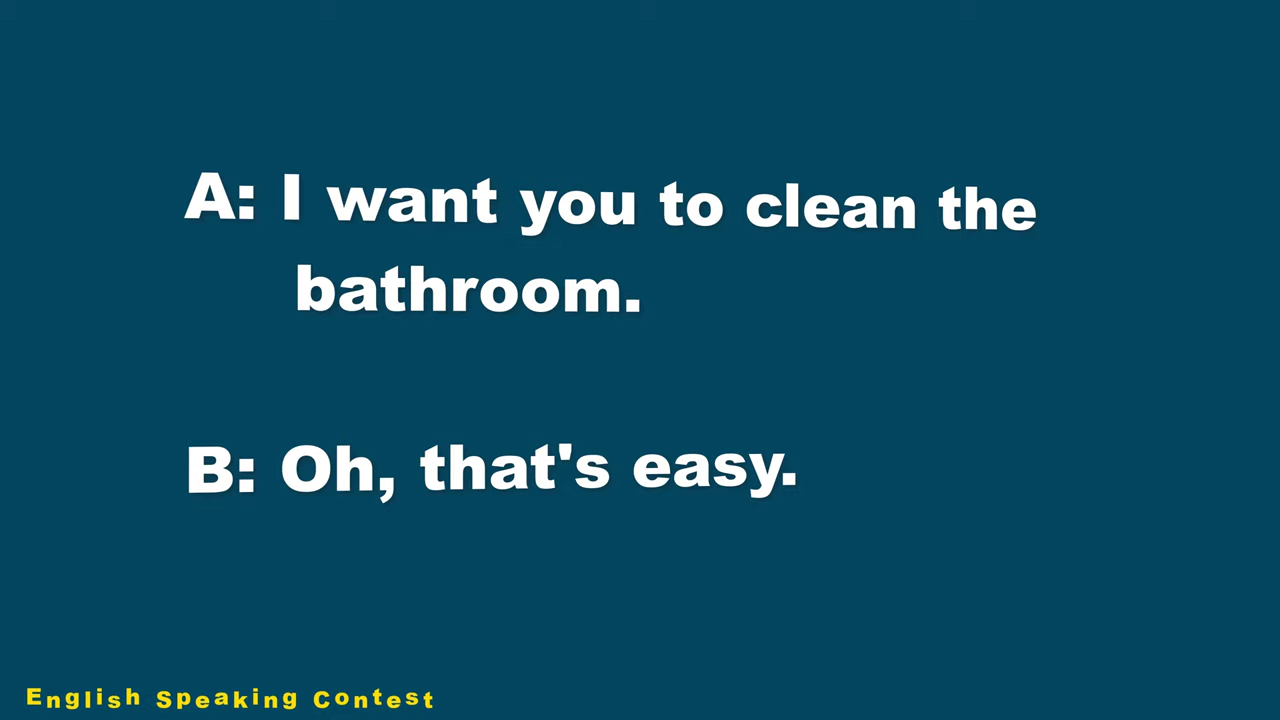 A: I want you to clean the
bathroom.
B: Oh, that's easy.
English Speaking Contest